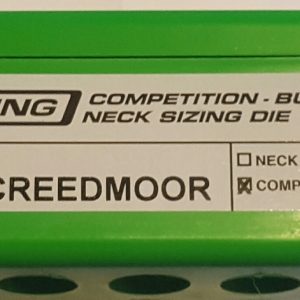 COMPETITION - BU
NECK SIZING DIE
CREEDMOOR
☐ NECK
☒ COMP